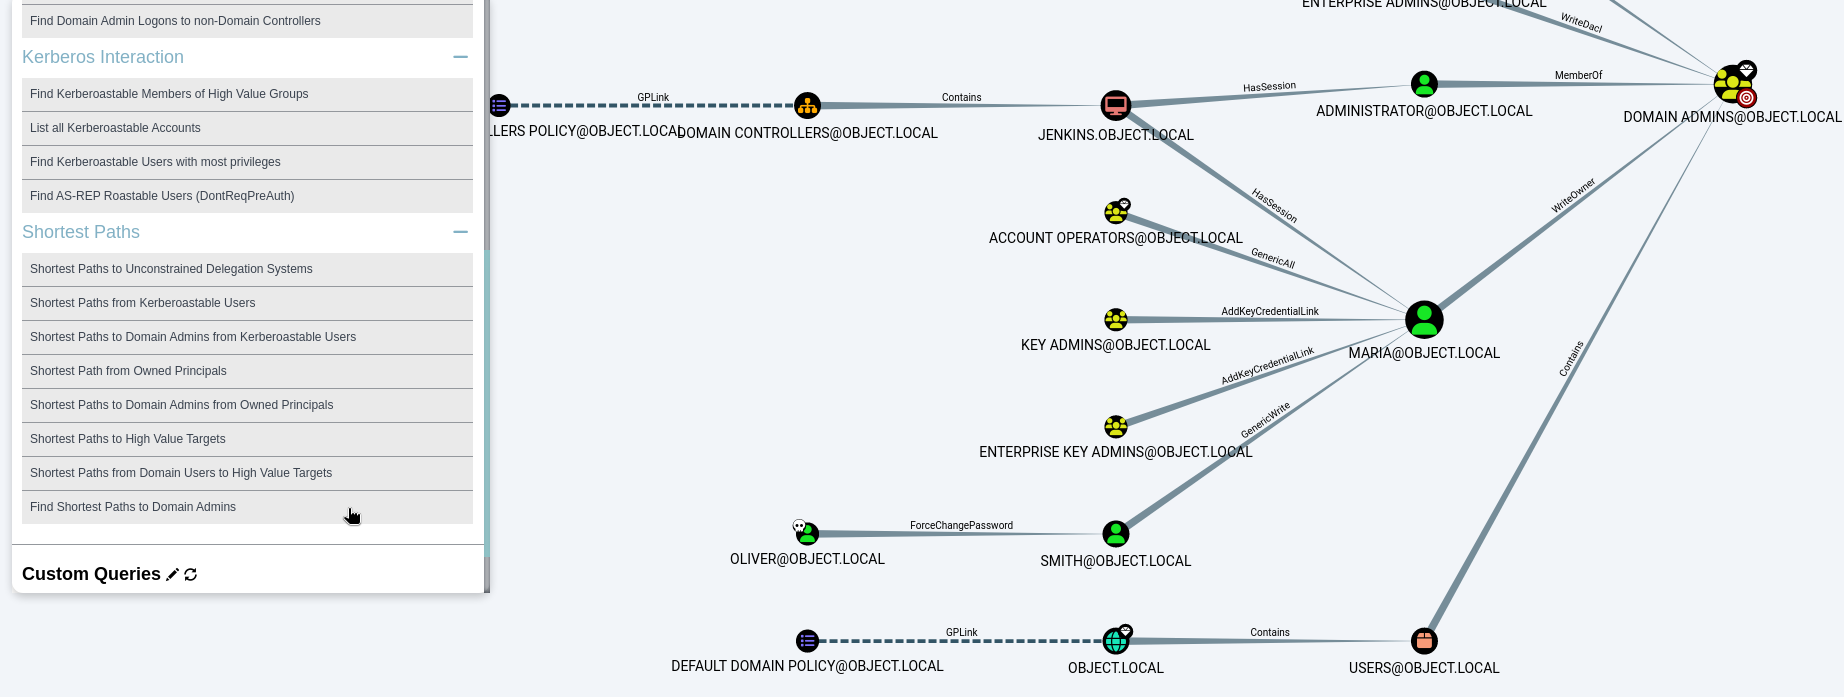 Find Domain Admin Logons to non-Domain Controllers
Kerberos Interaction
Find Kerberoastable Members of High Value Groups
List all Kerberoastable Accounts
Find Kerberoastable Users with most privileges
Find AS-REP Roastable Users (DontReqPreAuth)
Shortest Paths
Shortest Paths to Unconstrained Delegation Systems
Shortest Paths from Kerberoastable Users
Shortest Paths to Domain Admins from Kerberoastable Users
Shortest Path from Owned Principals
Shortest Paths to Domain Admins from Owned Principals
Shortest Paths to High Value Targets
Shortest Paths from Domain Users to High Value Targets
Find Shortest Paths to Domain Admins
Custom Queries
ENTERPRISE ADMINS@OBJECT.LOCAL
WriteDacl
GPLink
Contains
HasSession
MemberOf
LLERS POLICY@OBJECT.LOCAL
DOMAIN CONTROLLERS@OBJECT.LOCAL
JENKINS.OBJECT.LOCAL
ADMINISTRATOR@OBJECT.LOCAL
DOMAIN ADMINS@OBJECT.LOCAL
HasSession
WriteOwner
ACCOUNT OPERATORS@OBJECT.LOCAL
GenericAll
AddKeyCredentialLink
KEY ADMINS@OBJECT.LOCAL
MARIA@OBJECT.LOCAL
AddKeyCredentialLink
Contains
GenericWrite
ENTERPRISE KEY ADMINS@OBJECT.LOCAL
ForceChangePassword
OLIVER@OBJECT.LOCAL
SMITH@OBJECT.LOCAL
GPLink
Contains
DEFAULT DOMAIN POLICY@OBJECT.LOCAL
OBJECT.LOCAL
USERS@OBJECT.LOCAL